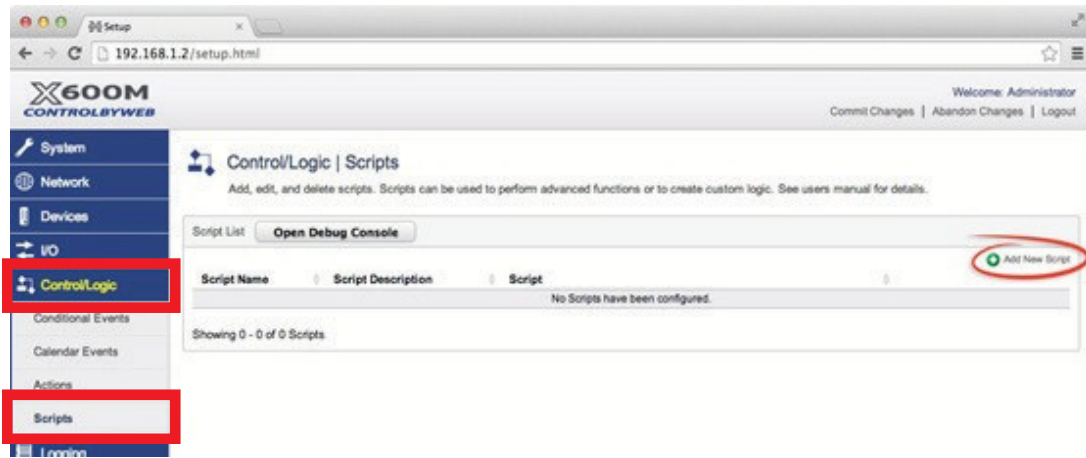 Setup
192.168.1.2/setup.html
X600M
CONTROLBYWEB
Welcome: Administrator
Commit Changes | Abandon Changes | Logout
System
Network
Devices
I/O
Control/Logic
Conditional Events
Calendar Events
Actions
Scripts
Logging
Control/Logic | Scripts
Add, edit, and delete scripts. Scripts can be used to perform advanced functions or to create custom logic. See users manual for details.
Script List Open Debug Console
Add New Script
Script Name Script Description Script
No Scripts have been configured.
Showing 0 - 0 of 0 Scripts